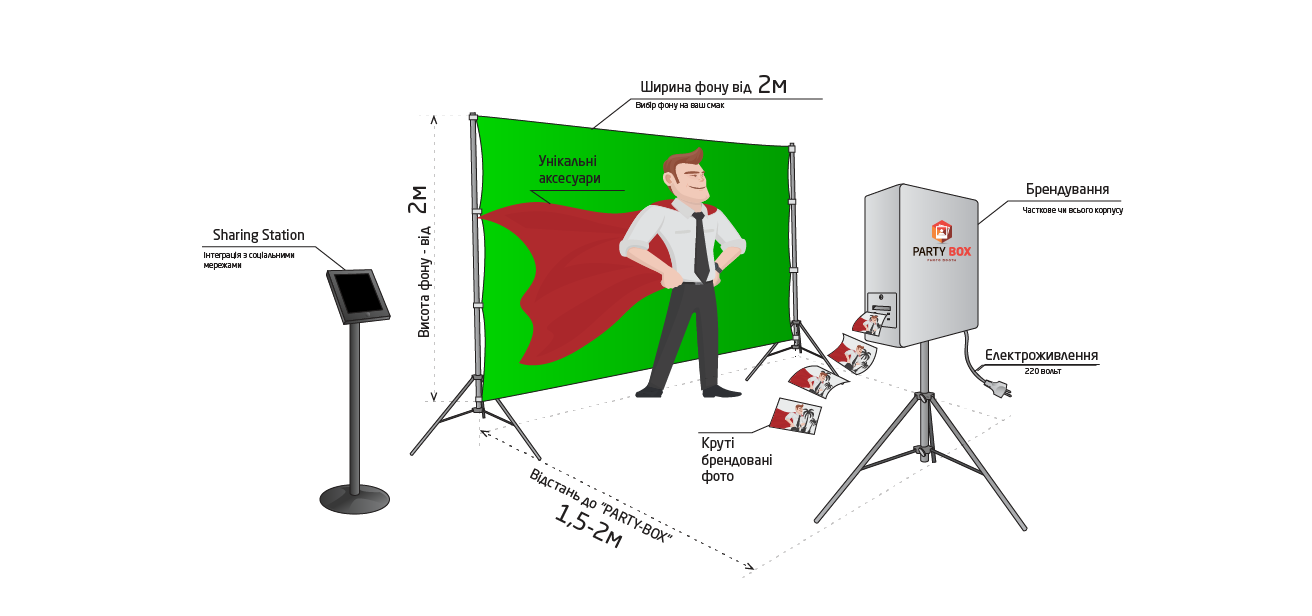 Ширина фону від 2м
Вибір фону на ваш смак
Унікальні
аксесуари
Висота фону - від 2м
Sharing Station
Інтеграція з соціальними
мережами
Брендування
Часткове чи всього корпусу
PARTY BOX
PHOTO BOOTH
Електроживлення
220 вольт
Круті
брендовані
фото
Відстань до "PARTY-BOX"
1,5-2м